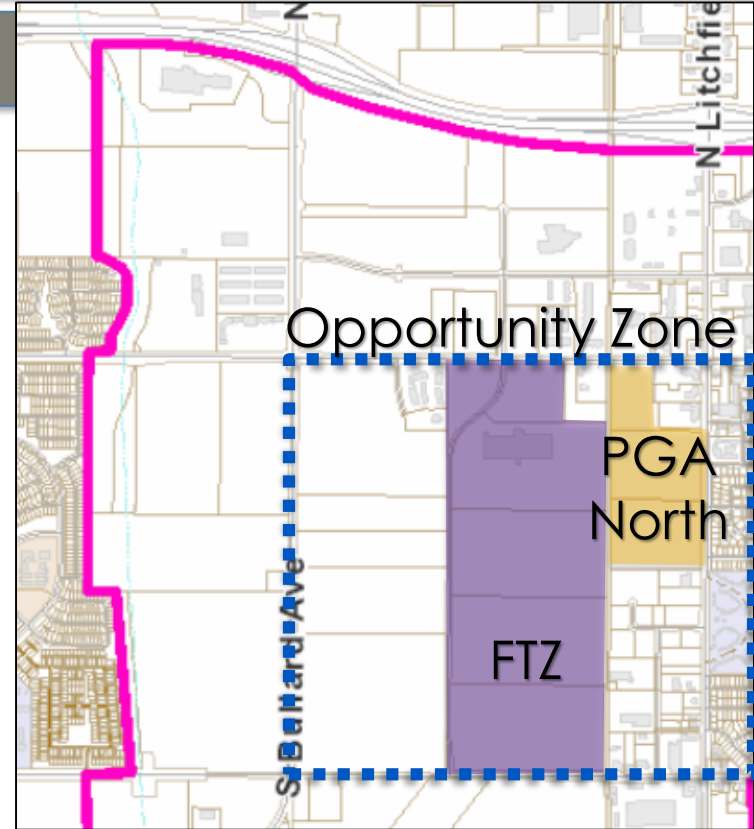 N
N Litchfie
Opportunity Zone
PGA
North
S Bullard Ave
FTZ